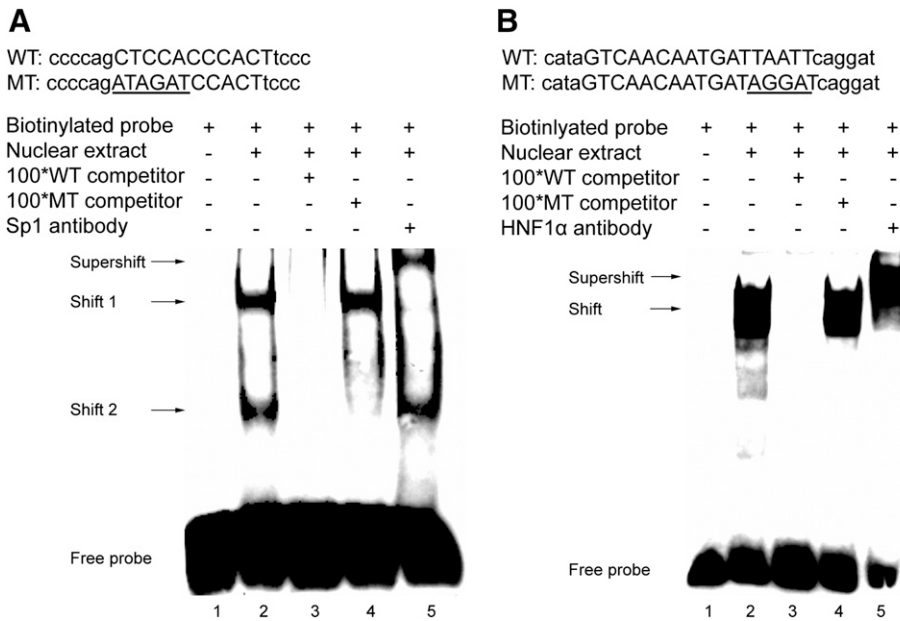 A
WT: ccccagCTCCACCCACTtccc
MT: ccccagATAGATCCACTtccc
Biotinylated probe + + + + +
Nuclear extract - + + + +
100*WT competitor - - + - -
100*MT competitor - - - + -
Sp1 antibody - - - - +
Supershift
Shift 1
Shift 2
Free probe
1 2 3 4 5
B
WT: cataGTCAACAATGATTAATTcaggat
MT: cataGTCAACAATGATAGGATcaggat
Biotinlyated probe + + + + +
Nuclear extract - + + + +
100*WT competitor - - + - -
100*MT competitor - - - + -
HNF1α antibody - - - - +
Supershift
Shift
Free probe
1 2 3 4 5